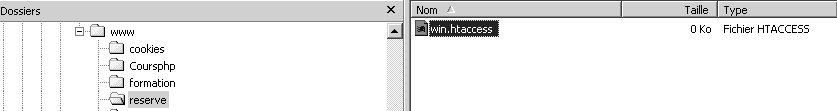 Dossiers
www
cookies
Coursphp
formation
reserve
Nom Taille Type
win.htaccess 0 Ko Fichier HTACCESS